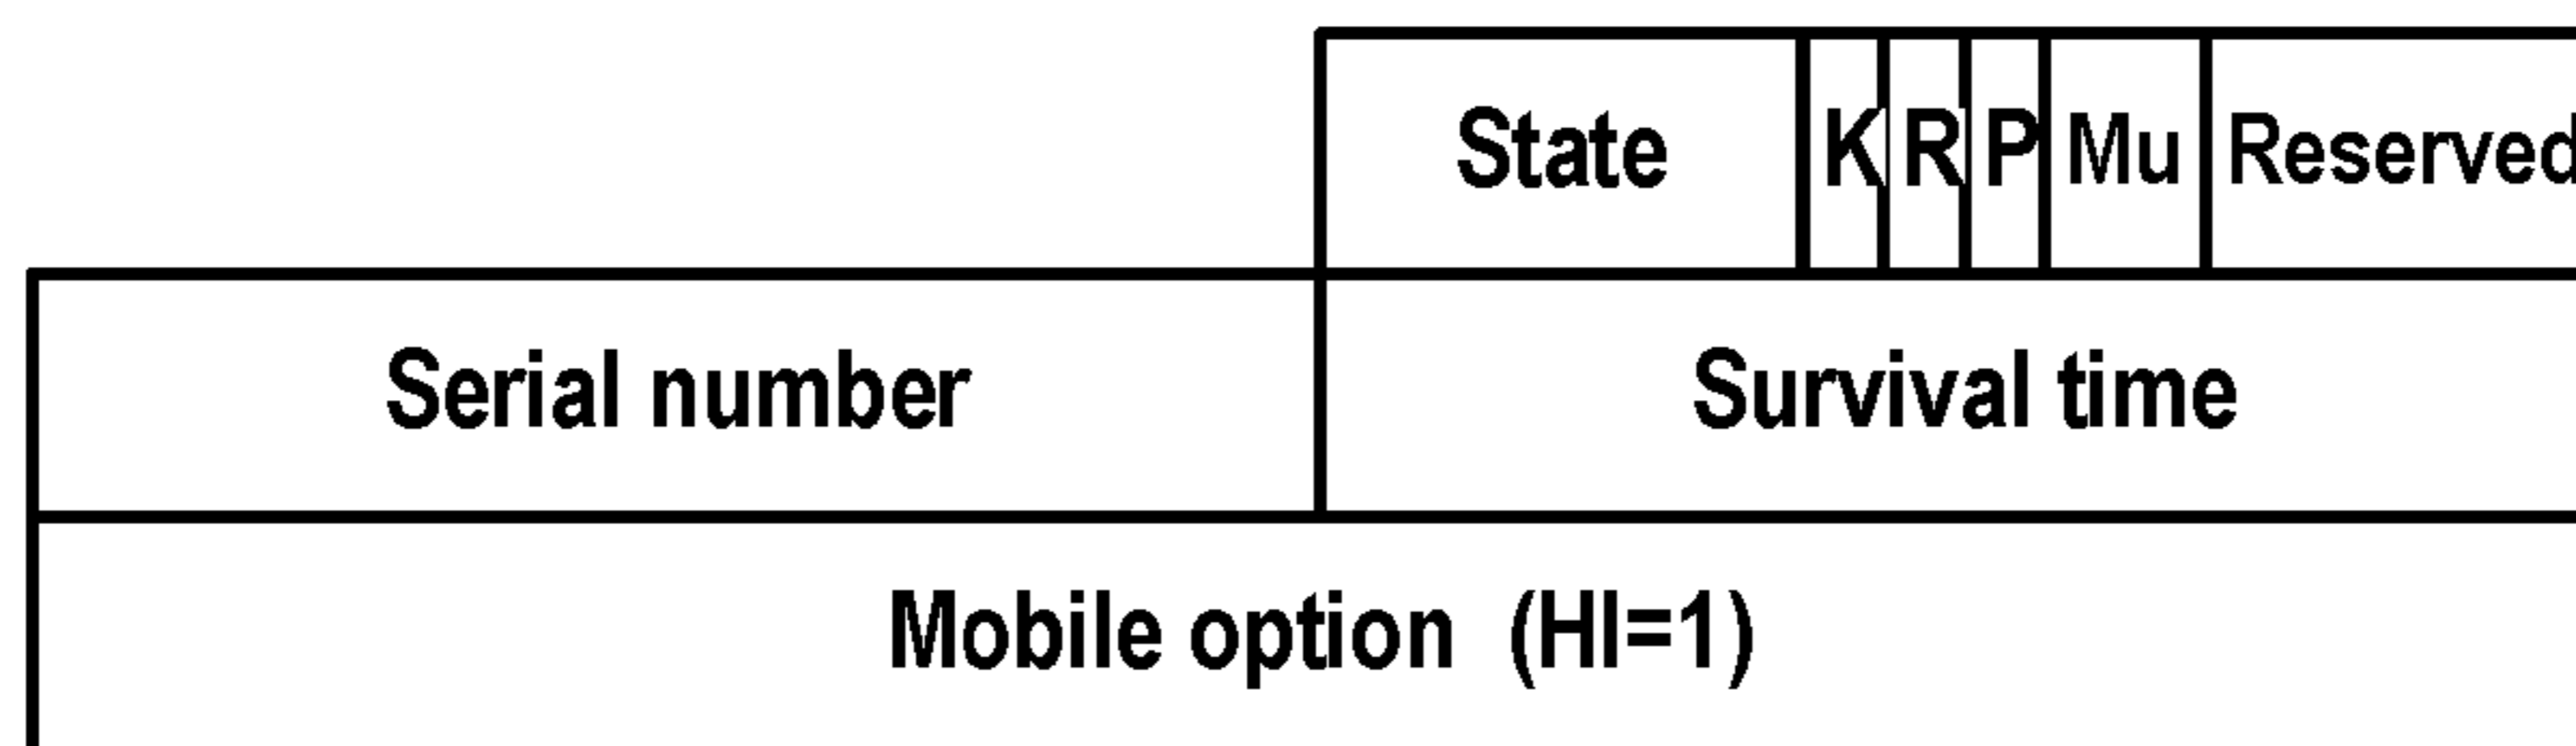 State K R P Mu Reserved
Serial number Survival time
Mobile option (HI=1)